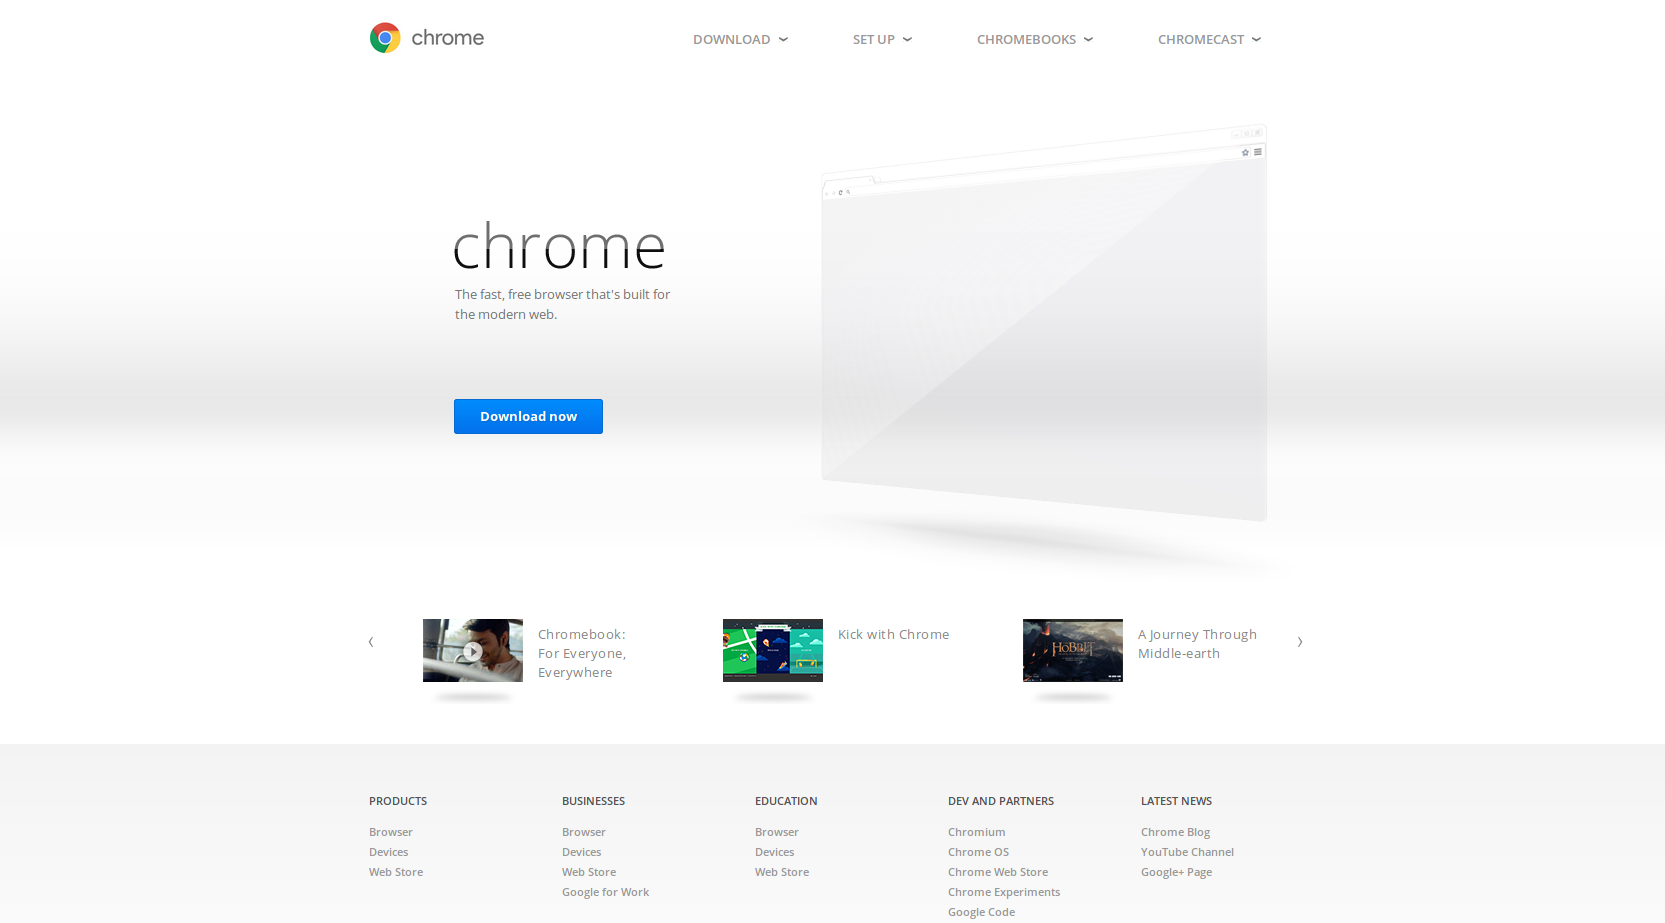 chrome
DOWNLOAD
SET UP
CHROMEBOOKS
CHROMECAST
chrome
The fast, free browser that's built for
the modern web.
Download now
Chromebook:
For Everyone,
Everywhere
Kick with Chrome
HOBBIT
A Journey Through
Middle-earth
PRODUCTS
Browser
Devices
Web Store
BUSINESSES
Browser
Devices
Web Store
Google for Work
EDUCATION
Browser
Devices
Web Store
DEV AND PARTNERS
Chromium
Chrome OS
Chrome Web Store
Chrome Experiments
Google Code
LATEST NEWS
Chrome Blog
YouTube Channel
Google+ Page